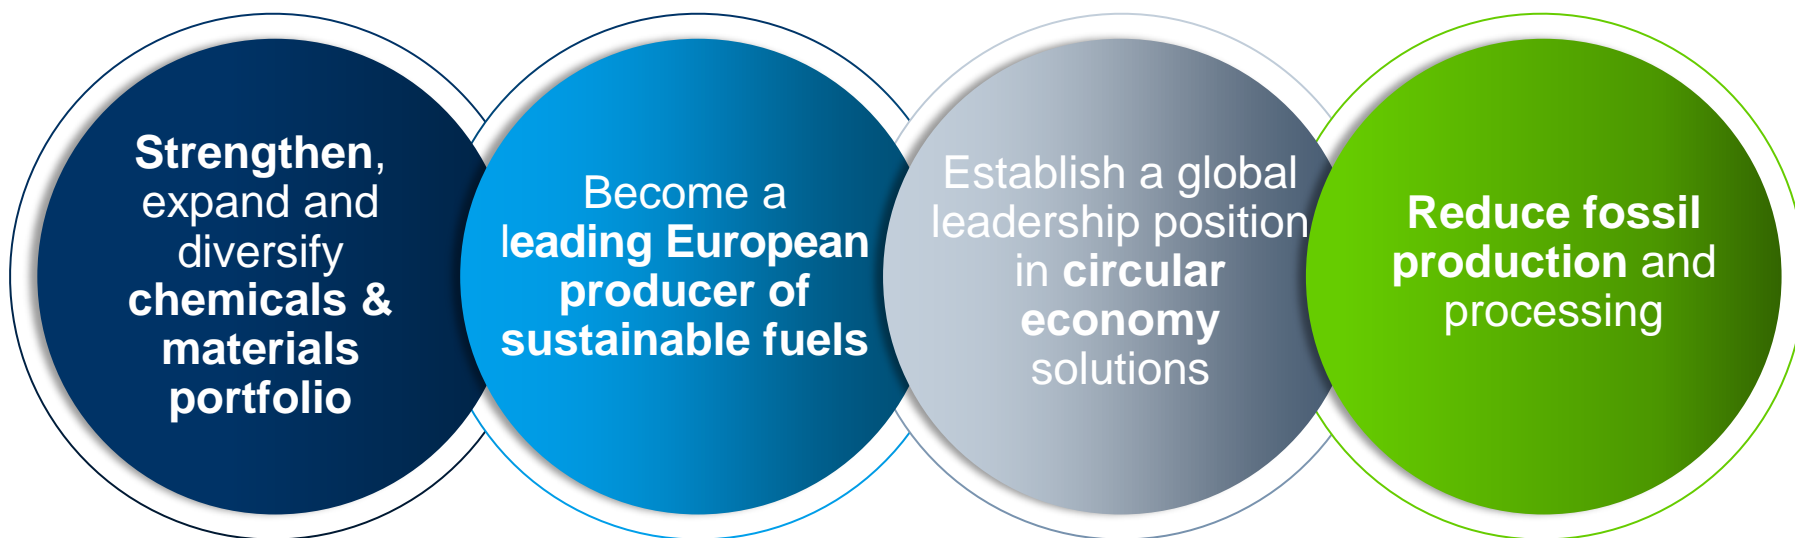 Strengthen,
expand and
diversify
chemicals &
materials
portfolio
Become a
leading European
producer of
sustainable fuels
Establish a global
leadership position
in circular
economy
solutions
Reduce fossil
production and
processing